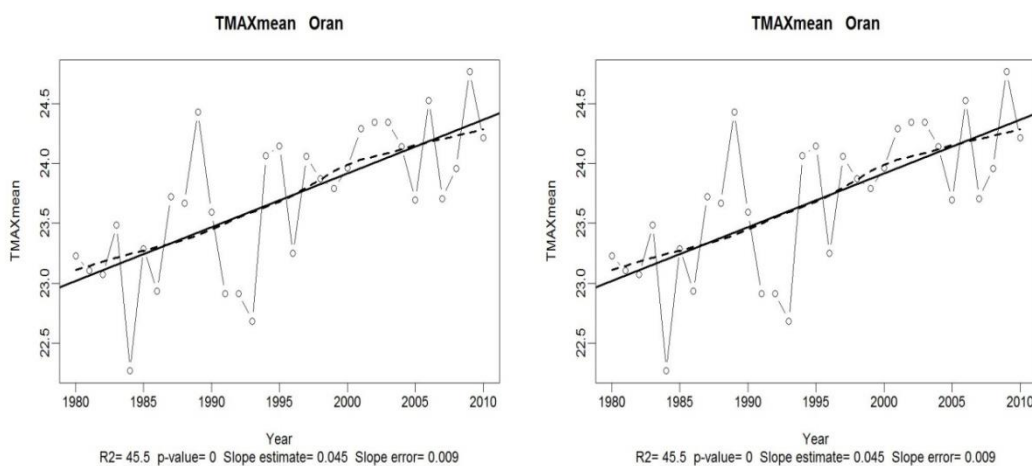 TMAXmean Oran
TMAXmean
24.5
24.0
23.5
23.0
22.5
1980 1985 1990 1995 2000 2005 2010
Year
R2= 45.5 p-value= 0 Slope estimate= 0.045 Slope error= 0.009
TMAXmean Oran
TMAXmean
24.5
24.0
23.5
23.0
22.5
1980 1985 1990 1995 2000 2005 2010
Year
R2= 45.5 p-value= 0 Slope estimate= 0.045 Slope error= 0.009